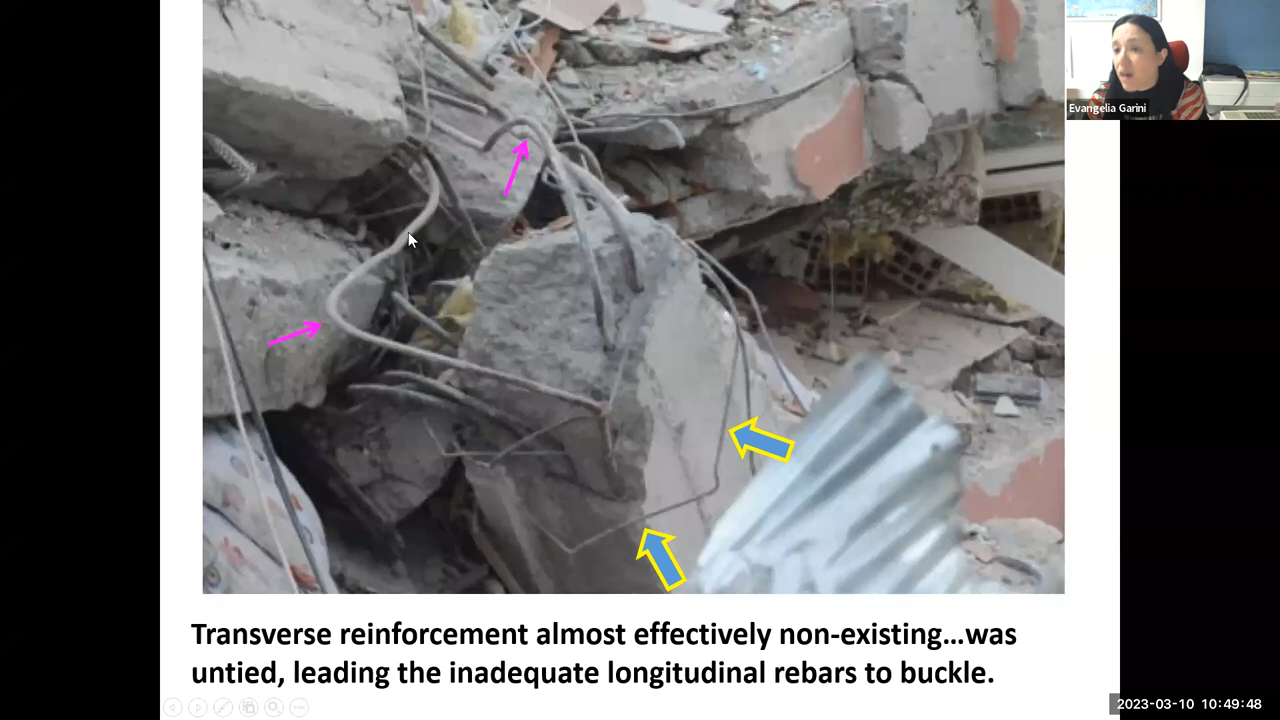 Evangelia Garini
Transverse reinforcement almost effectively non-existing...was
untied, leading the inadequate longitudinal rebars to buckle.
2023-03-10 10:49:48